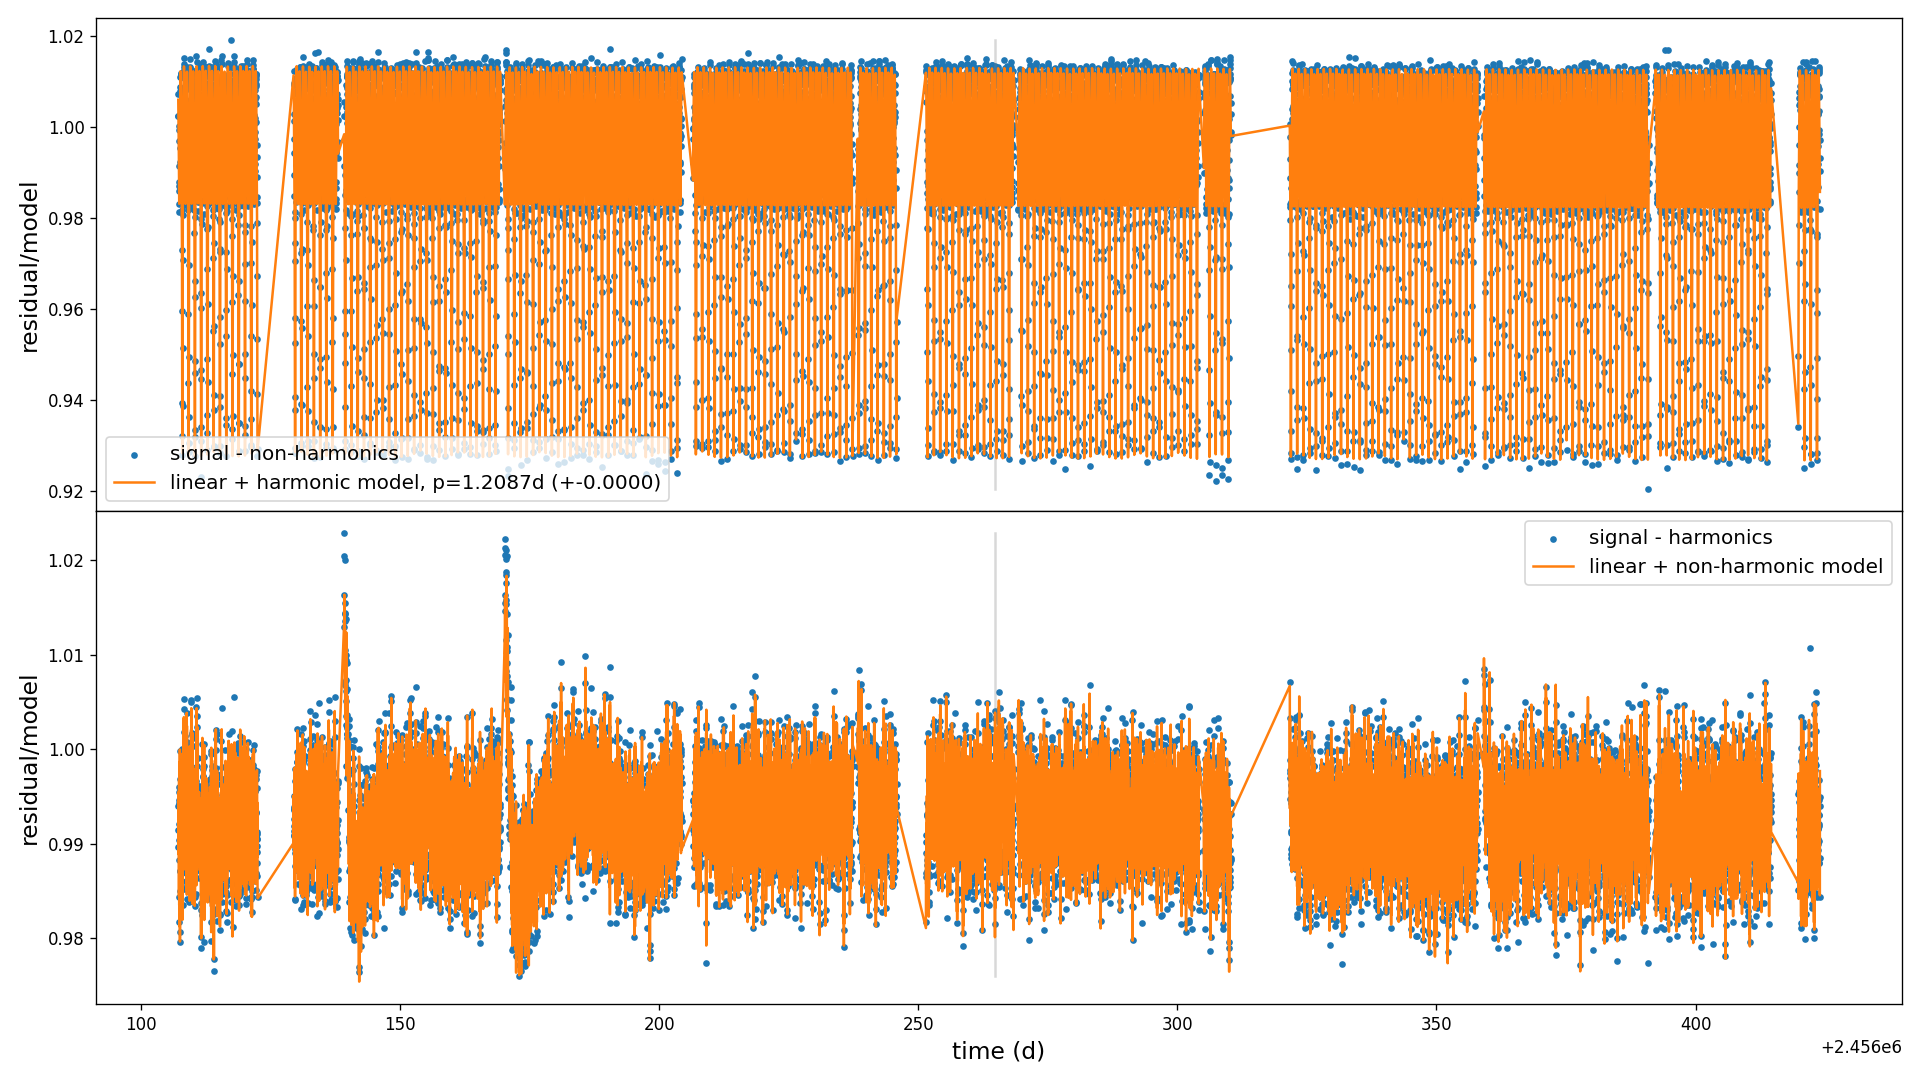 1.02
1.00
0.98
0.96
0.94
0.92
residual/model
signal - non-harmonics
linear + harmonic model, p=1.2087d (+-0.0000)
1.02
1.01
1.00
0.99
0.98
residual/model
signal - harmonics
linear + non-harmonic model
100
150
200
250
300
350
400
time (d)
+2.456e6